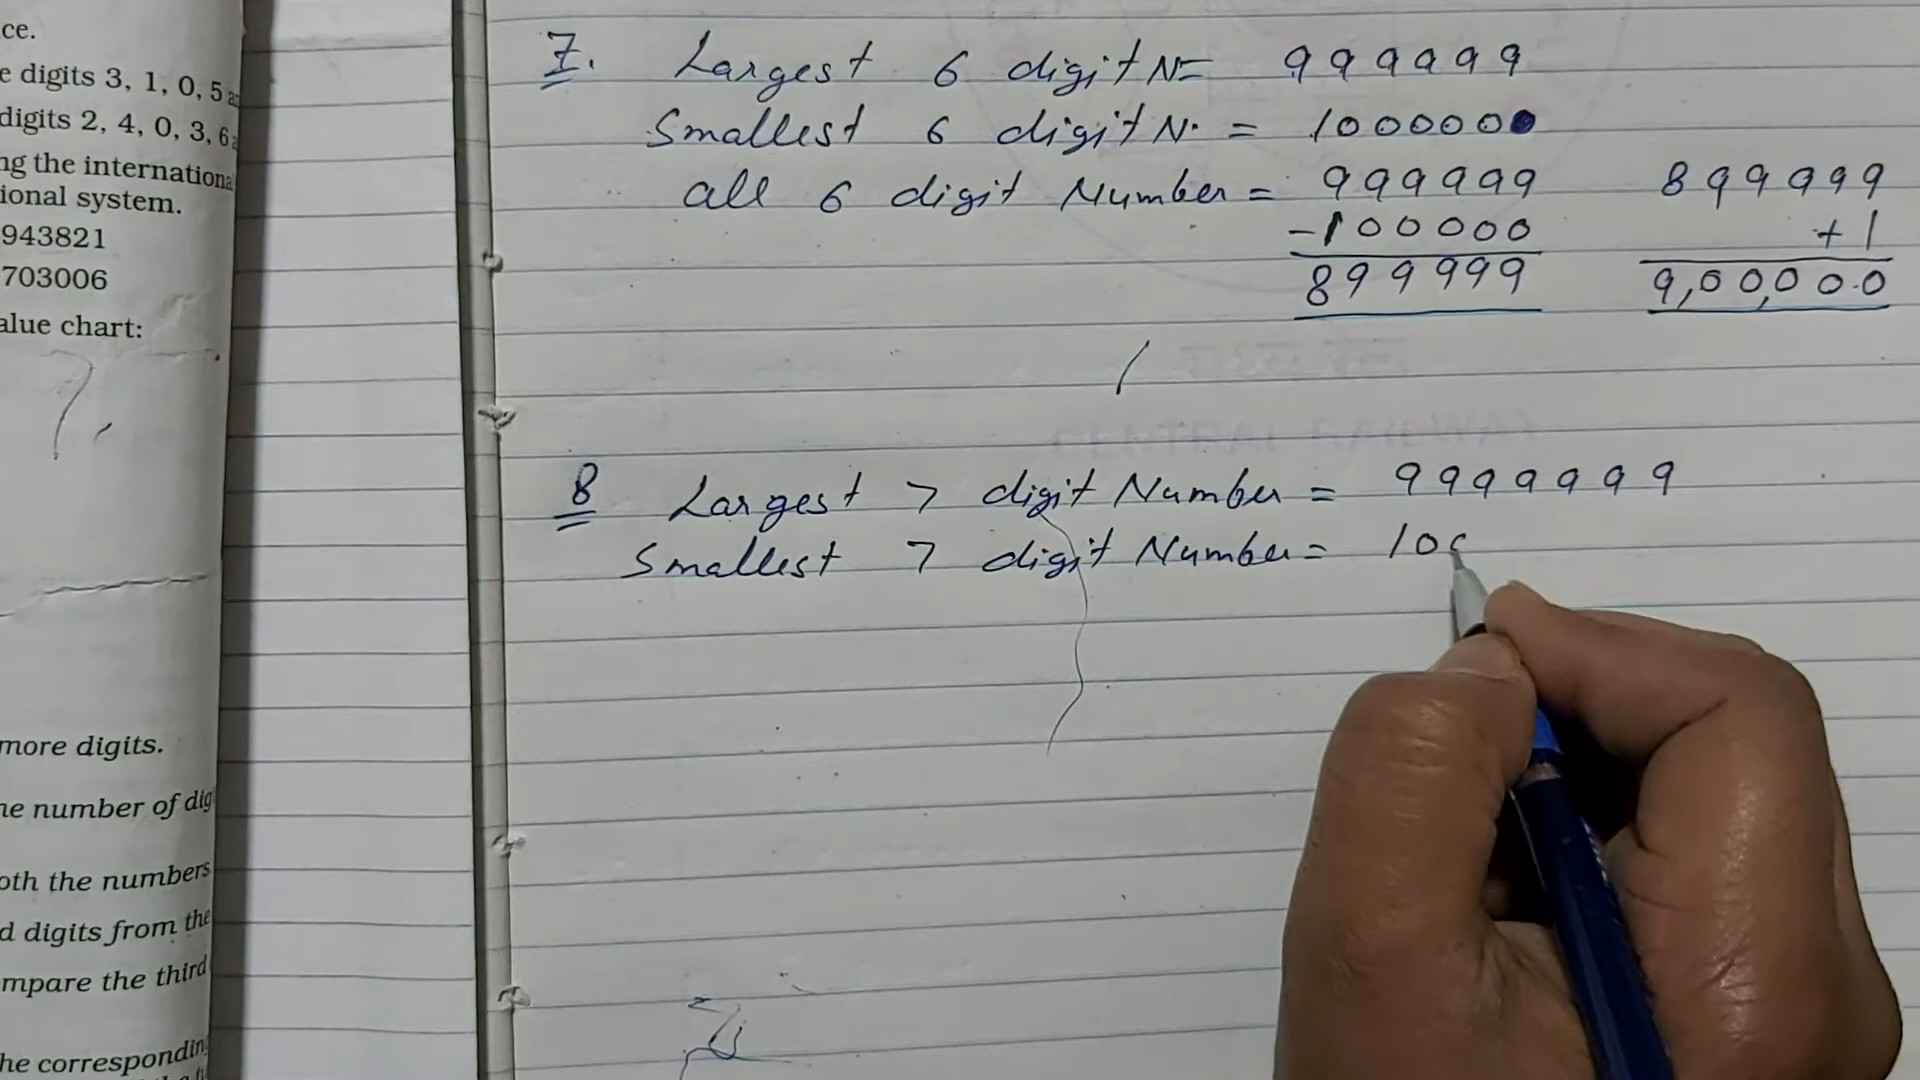 ce.
e digits 3, 1, 0, 5
digits 2, 4, 0, 3, 6
ng the internationa
ional system.
943821
703006
alue chart:
7.
more digits.
he number of dig
oth the numbers
d digits from the
mpare the third
he correspondin
7. Largest 6 digit N= 999999
Smallest 6 digit N. = 100000
all 6 digit Number = 999999
-100000
899999
899999
+1
9,00,000
8 Largest 7 digit Number = 9999999
Smallest 7 digit Number = 100